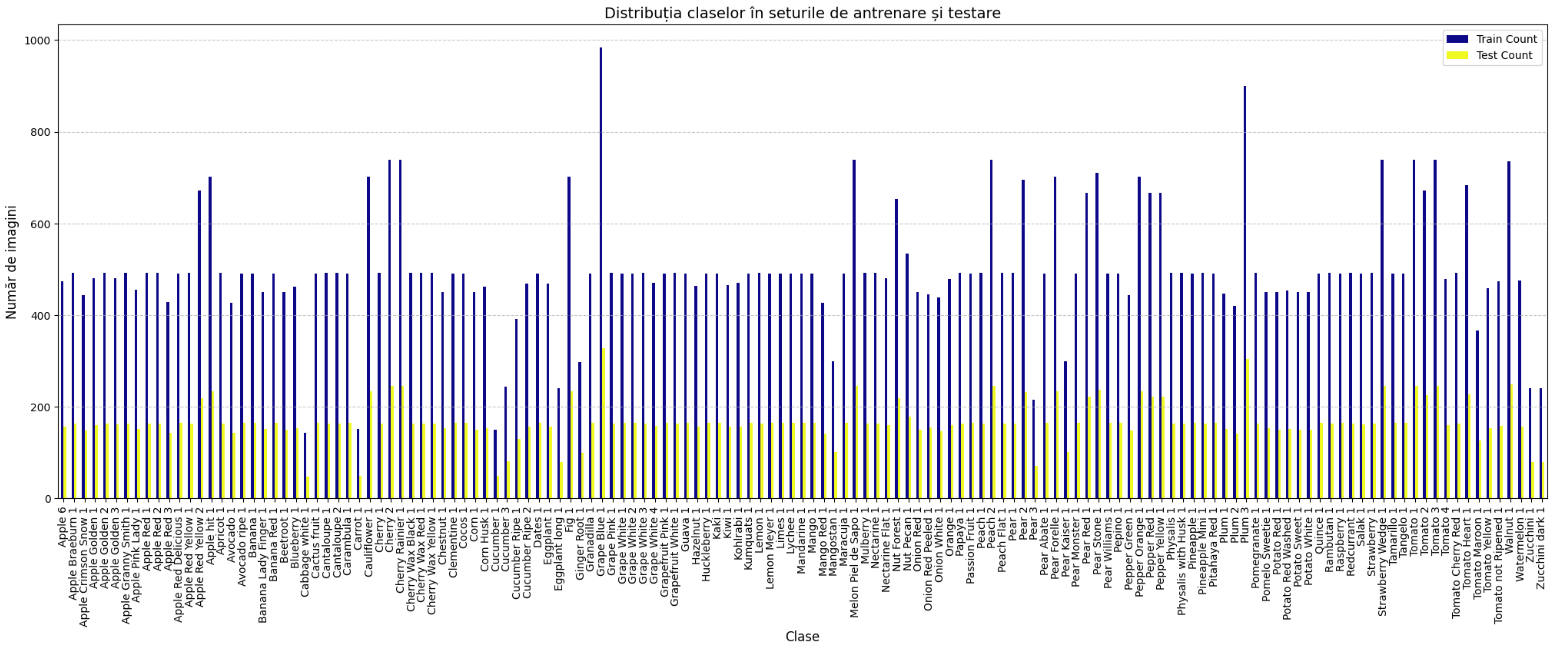 Distribuția claselor în seturile de antrenare și testare
Train Count
Test Count
Număr de imagini
1000
800
600
400
200
0
Apple 6
Apple Braeburn 1
Apple Crimson Snow 1
Apple Golden 1
Apple Golden 2
Apple Golden 3
Apple Granny Smith 1
Apple Pink Lady 1
Apple Red 1
Apple Red 2
Apple Red 3
Apple Red Delicious 1
Apple Red Yellow 1
Apple Red Yellow 2
Apple hit 1
Apricot 1
Avocado 1
Avocado ripe 1
Banana 1
Banana Lady Finger 1
Banana Red 1
Beetroot 1
Blueberry 1
Cabbage white 1
Cactus fruit 1
Cantaloupe 1
Cantaloupe 2
Carambula 1
Carrot 1
Cauliflower 1
Cherry 1
Cherry 2
Cherry Rainier 1
Cherry Wax Black 1
Cherry Wax Red 1
Cherry Wax Yellow 1
Chestnut 1
Clementine 1
Cocos 1
Corn 1
Corn Husk 1
Cucumber 1
Cucumber 3
Cucumber Ripe 1
Cucumber Ripe 2
Dates 1
Eggplant 1
Eggplant long 1
Fig 1
Ginger Root 1
Granadilla 1
Grape Blue 1
Grape Pink 1
Grape White 1
Grape White 2
Grape White 3
Grape White 4
Grapefruit Pink 1
Grapefruit White 1
Guava 1
Hazelnut 1
Huckleberry 1
Kaki 1
Kiwi 1
Kohlrabi 1
Kumquats 1
Lemon 1
Lemon Meyer 1
Limes 1
Lychee 1
Mandarine 1
Mango 1
Mango Red 1
Mangostan 1
Maracuja 1
Melon Piel de Sapo 1
Mulberry 1
Nectarine 1
Nectarine Flat 1
Nut Forest 1
Nut Pecan 1
Onion Red 1
Onion Red Peeled 1
Onion White 1
Orange 1
Papaya 1
Passion Fruit 1
Peach 1
Peach 2
Peach Flat 1
Pear 1
Pear 2
Pear 3
Pear Abate 1
Pear Forelle 1
Pear Kaiser 1
Pear Monster 1
Pear Red 1
Pear Stone 1
Pear Williams 1
Pepino 1
Pepper Green 1
Pepper Orange 1
Pepper Red 1
Pepper Yellow 1
Physalis 1
Physalis with Husk 1
Pineapple 1
Pineapple Mini 1
Pitahaya Red 1
Plum 1
Plum 2
Plum 3
Pomegranate 1
Pomelo Sweetie 1
Potato Red 1
Potato Red Washed 1
Potato Sweet 1
Potato White 1
Quince 1
Rambutan 1
Raspberry 1
Redcurrant 1
Salak 1
Strawberry 1
Strawberry Wedge 1
Tamarillo 1
Tangelo 1
Tomato 1
Tomato 2
Tomato 3
Tomato 4
Tomato Cherry Red 1
Tomato Heart 1
Tomato Maroon 1
Tomato Yellow 1
Tomato not Ripened 1
Walnut 1
Watermelon 1
Zucchini 1
Zucchini dark 1
Clase